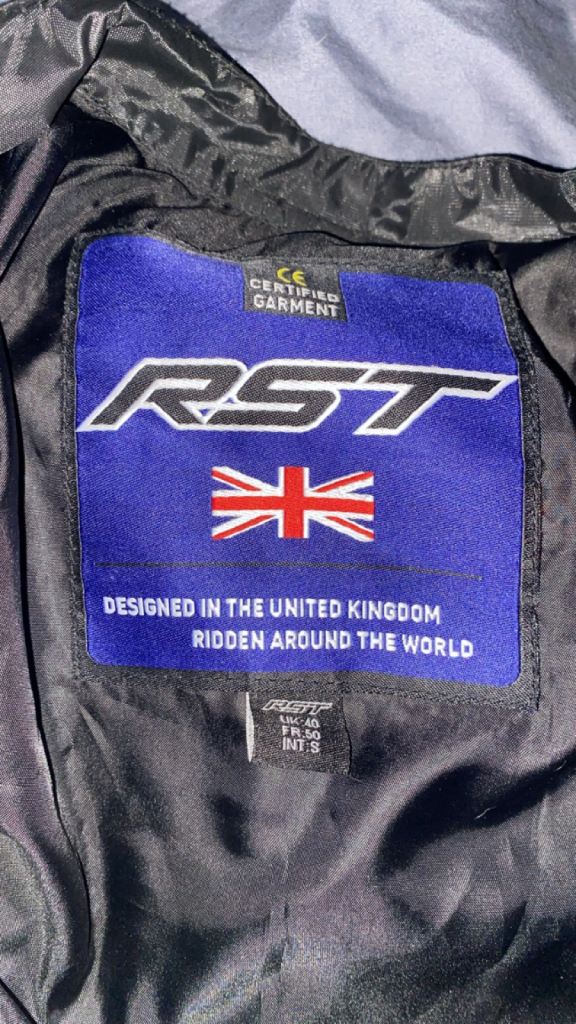 CE
CERTIFIED
GARMENT
RST
DESIGNED IN THE UNITED KINGDOM
RIDDEN AROUND THE WORLD
RST
UK:40
FR:50
INT:S